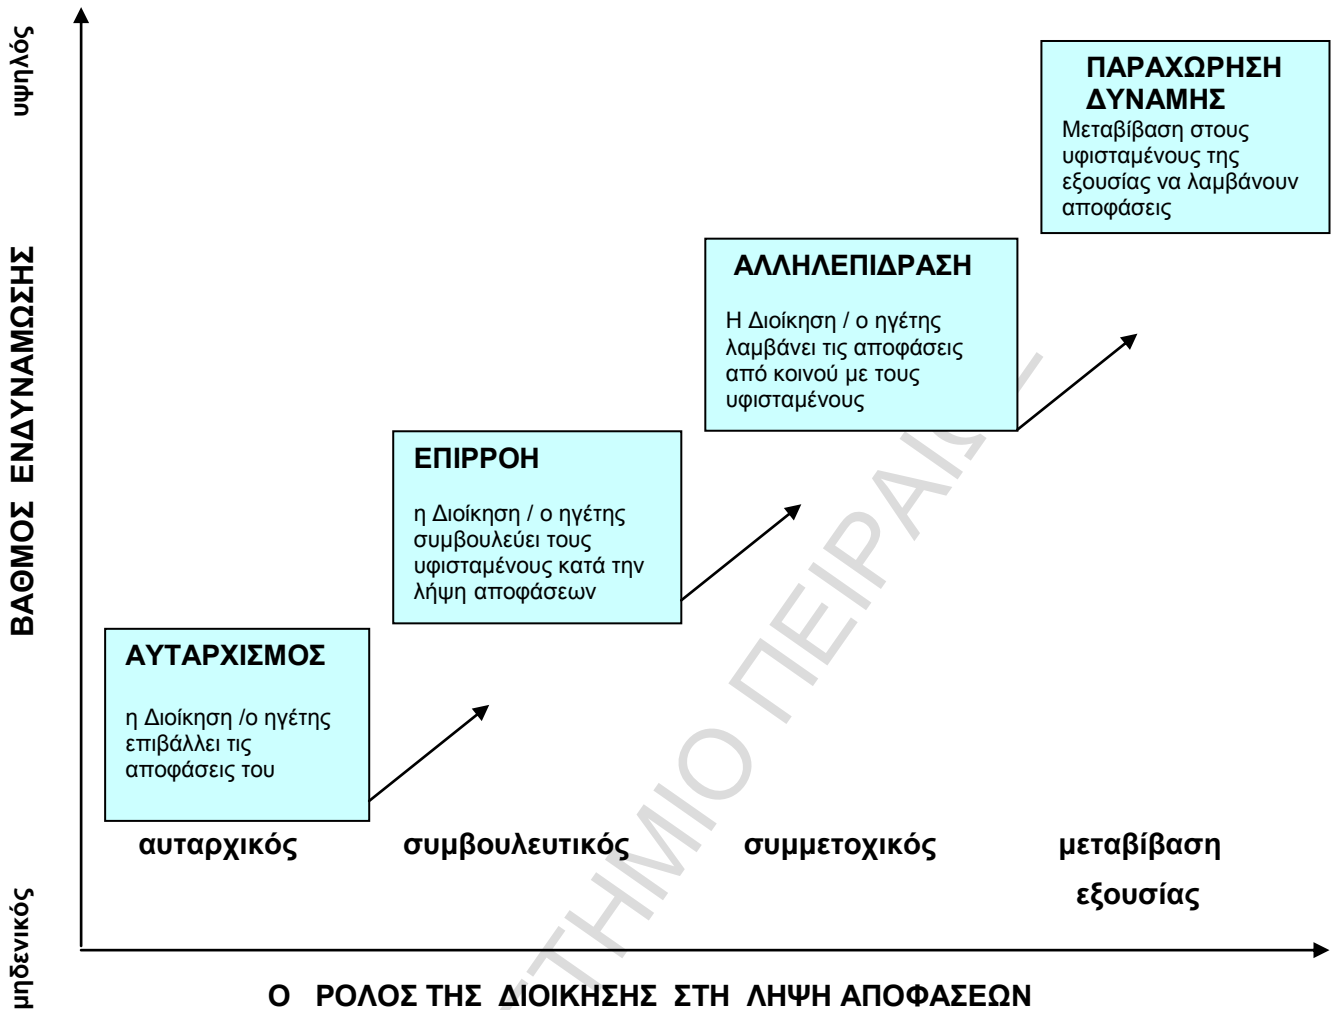 υψηλός
ΒΑΘΜΟΣ ΕΝΔΥΝΑΜΩΣΗΣ
μηδενικός
ΠΑΡΑΧΩΡΗΣΗ
ΔΥΝΑΜΗΣ
Μεταβίβαση στους
υφισταμένους της
εξουσίας να λαμβάνουν
αποφάσεις
ΑΛΛΗΛΕΠΙΔΡΑΣΗ
Η Διοίκηση / ο ηγέτης
λαμβάνει τις αποφάσεις
από κοινού με τους
υφισταμένους
ΕΠΙΡΡΟΗ
η Διοίκηση / ο ηγέτης
συμβουλεύει τους
υφισταμένους κατά την
λήψη αποφάσεων
ΑΥΤΑΡΧΙΣΜΟΣ
η Διοίκηση /ο ηγέτης
επιβάλλει τις
αποφάσεις του
αυταρχικός συμβουλευτικός συμμετοχικός μεταβίβαση
εξουσίας
Ο ΡΟΛΟΣ ΤΗΣ ΔΙΟΙΚΗΣΗΣ ΣΤΗ ΛΗΨΗ ΑΠΟΦΑΣΕΩΝ